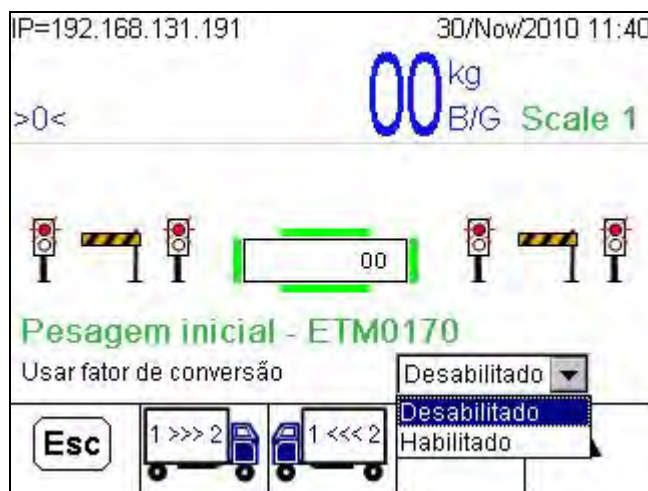 IP=192.168.131.191 30/Nov/2010 11:40
00 kg
>0< B/G Scale 1
00
Pesagem inicial - ETM0170
Usar fator de conversão Desabilitado
Desabilitado
Habilitado
Esc 1 >>> 2 1 <<< 2